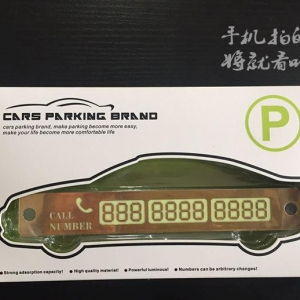 手机拍的
将就看吧
CARS PARKING BRAND
cars parking brand, make parking become more easy,
make your life become more comfortable life
P
CALL
NUMBER
888 8888 8888
Strong adsorption capacity!
High quality material!
Powerful luminous!
Numbers can be arbitrary changes!